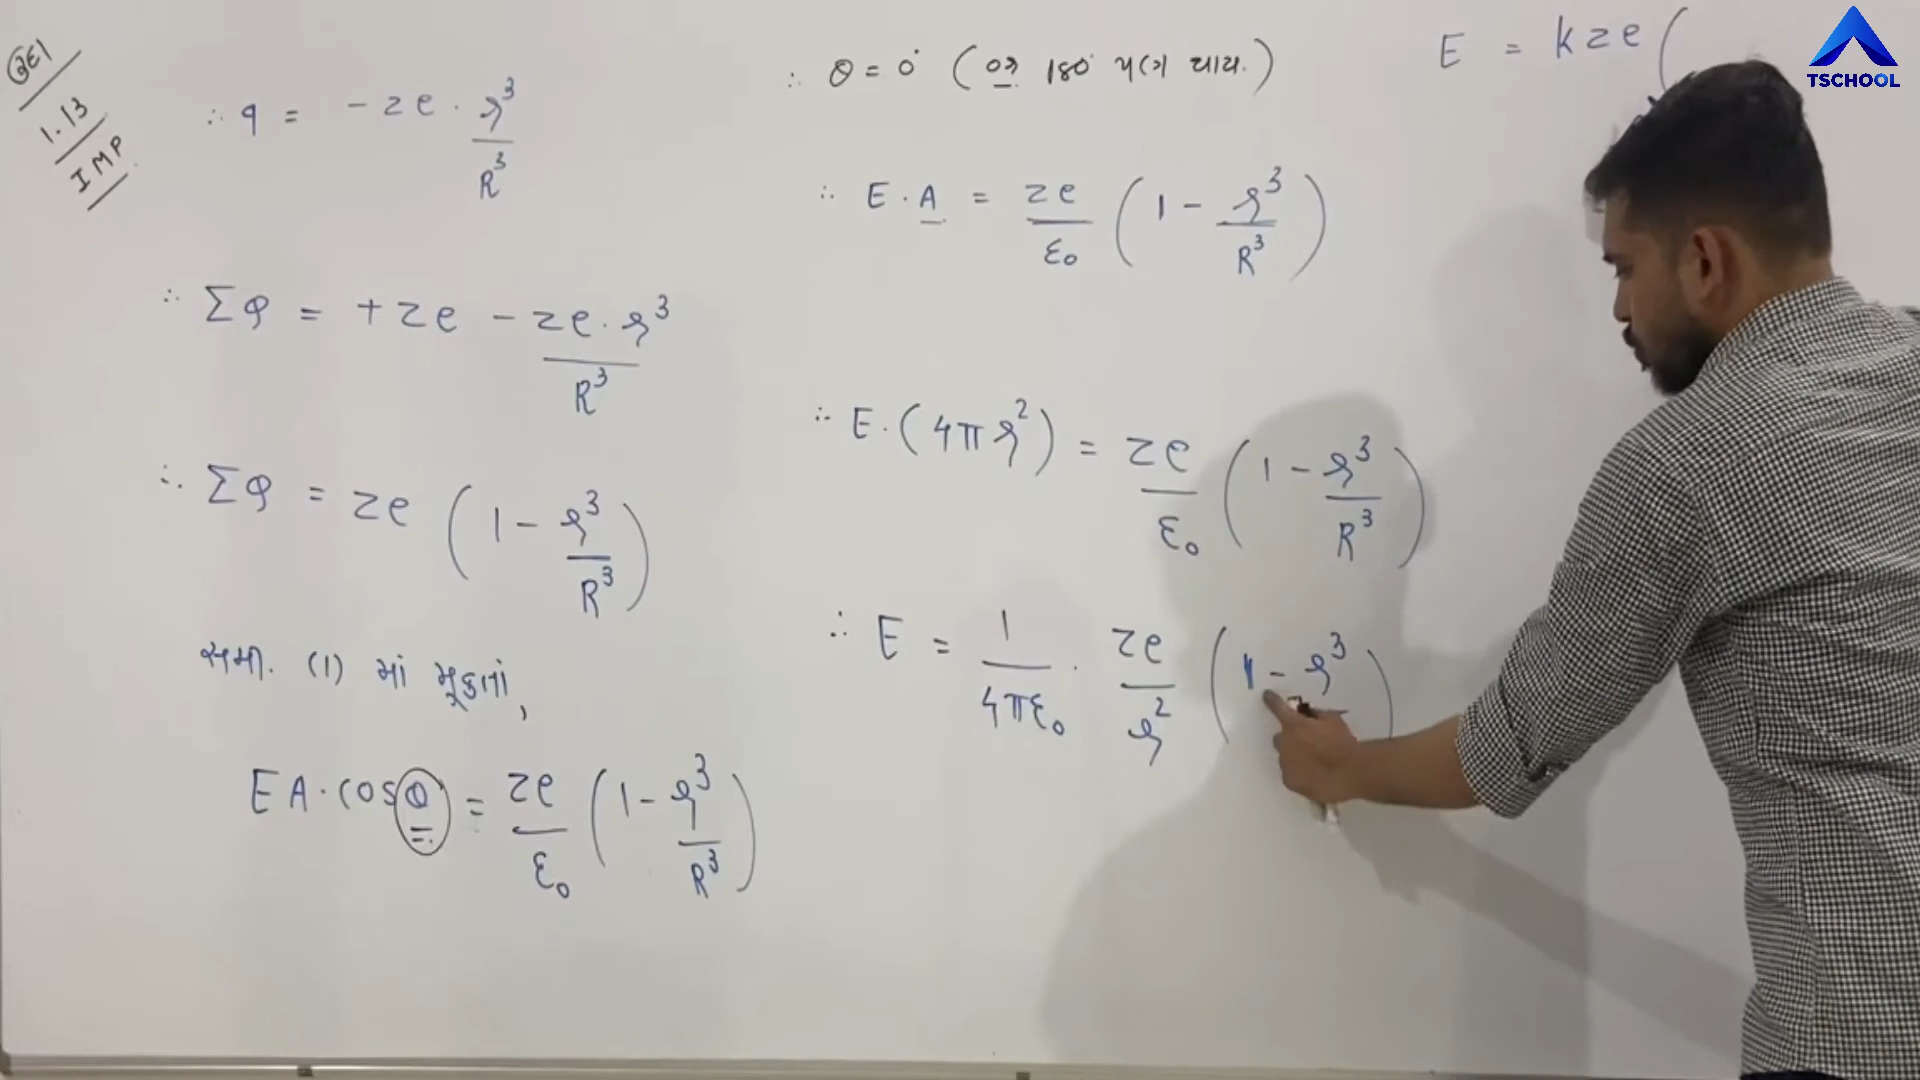 ઉદા
1.13
IMP
∴ q = - ze · r³/R³
∴ ΣQ = + ze - ze · r³/R³
∴ ΣQ = ze (1 - r³/R³)
સમી. (1) માં મૂકતાં,
EA · cos θ = ze/ε₀ (1 - r³/R³)
∴ θ = 0° (
180° પણ થાય.)
∴ E · A = ze/ε₀ (1 - r³/R³)
∴ E · (4πr²) = ze/ε₀ (1 - r³/R³)
∴ E = 1/4πε₀ · ze/r² (1 - r³
E = kze (
TSCHOOL